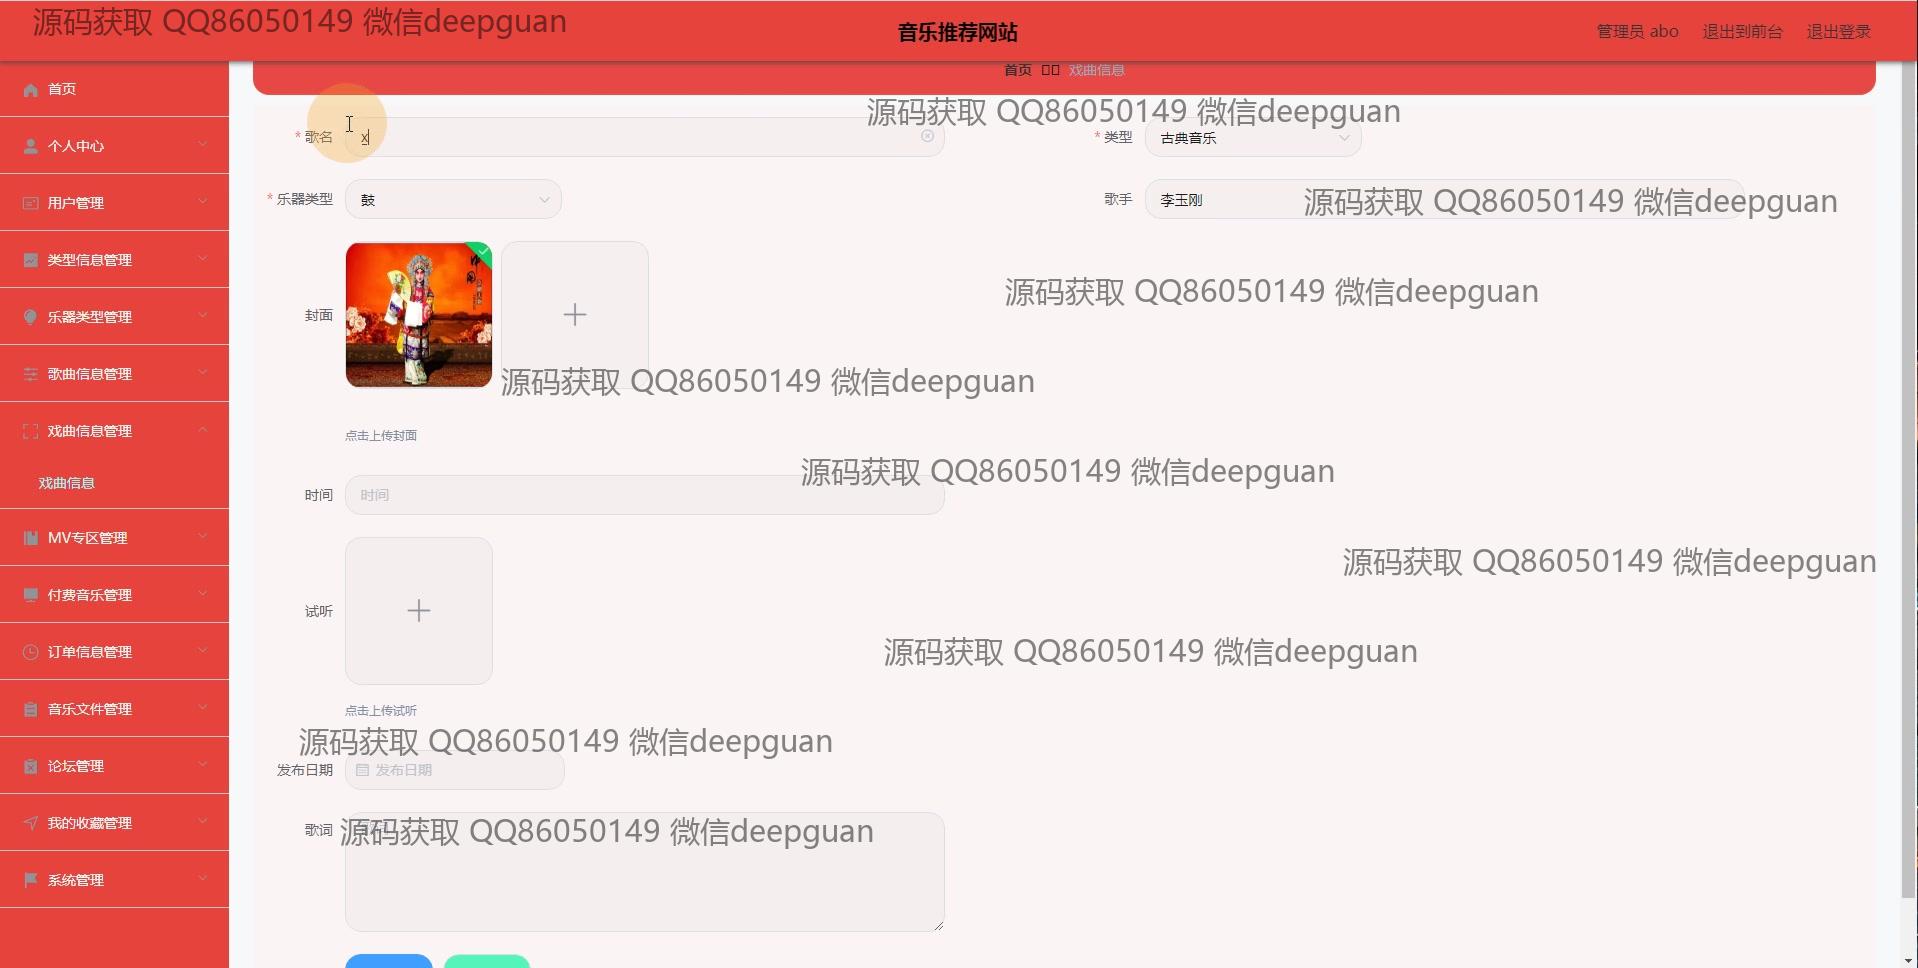 源码获取 QQ86050149 微信deepguan
音乐推荐网站
管理员 abo
退出到前台
退出登录
首页
个人中心
用户管理
类型信息管理
乐器类型管理
歌曲信息管理
戏曲信息管理
戏曲信息
MV专区管理
付费音乐管理
订单信息管理
音乐文件管理
论坛管理
我的收藏管理
系统管理
首页 戏曲信息
源码获取 QQ86050149 微信deepguan
* 歌名 x
* 类型 古典音乐
* 乐器类型 鼓
歌手 李玉刚
源码获取 QQ86050149 微信deepguan
源码获取 QQ86050149 微信deepguan
封面
源码获取 QQ86050149 微信deepguan
点击上传封面
源码获取 QQ86050149 微信deepguan
时间 时间
源码获取 QQ86050149 微信deepguan
试听
源码获取 QQ86050149 微信deepguan
点击上传试听
源码获取 QQ86050149 微信deepguan
发布日期 发布日期
歌词
源码获取 QQ86050149 微信deepguan